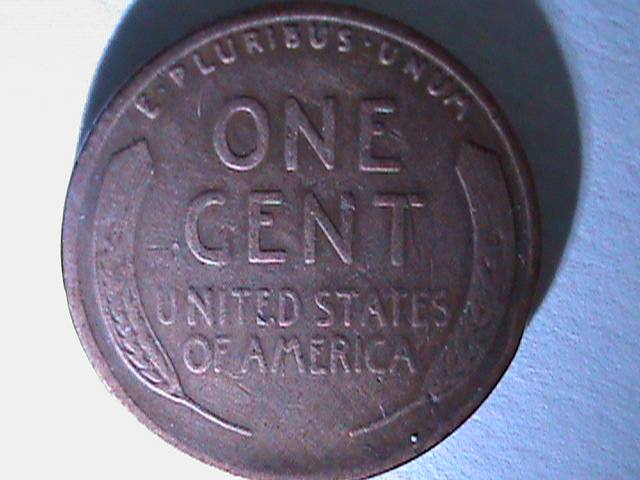 E·PLURIBUS·UNUM
ONE
CENT
UNITED STATES
OF AMERICA